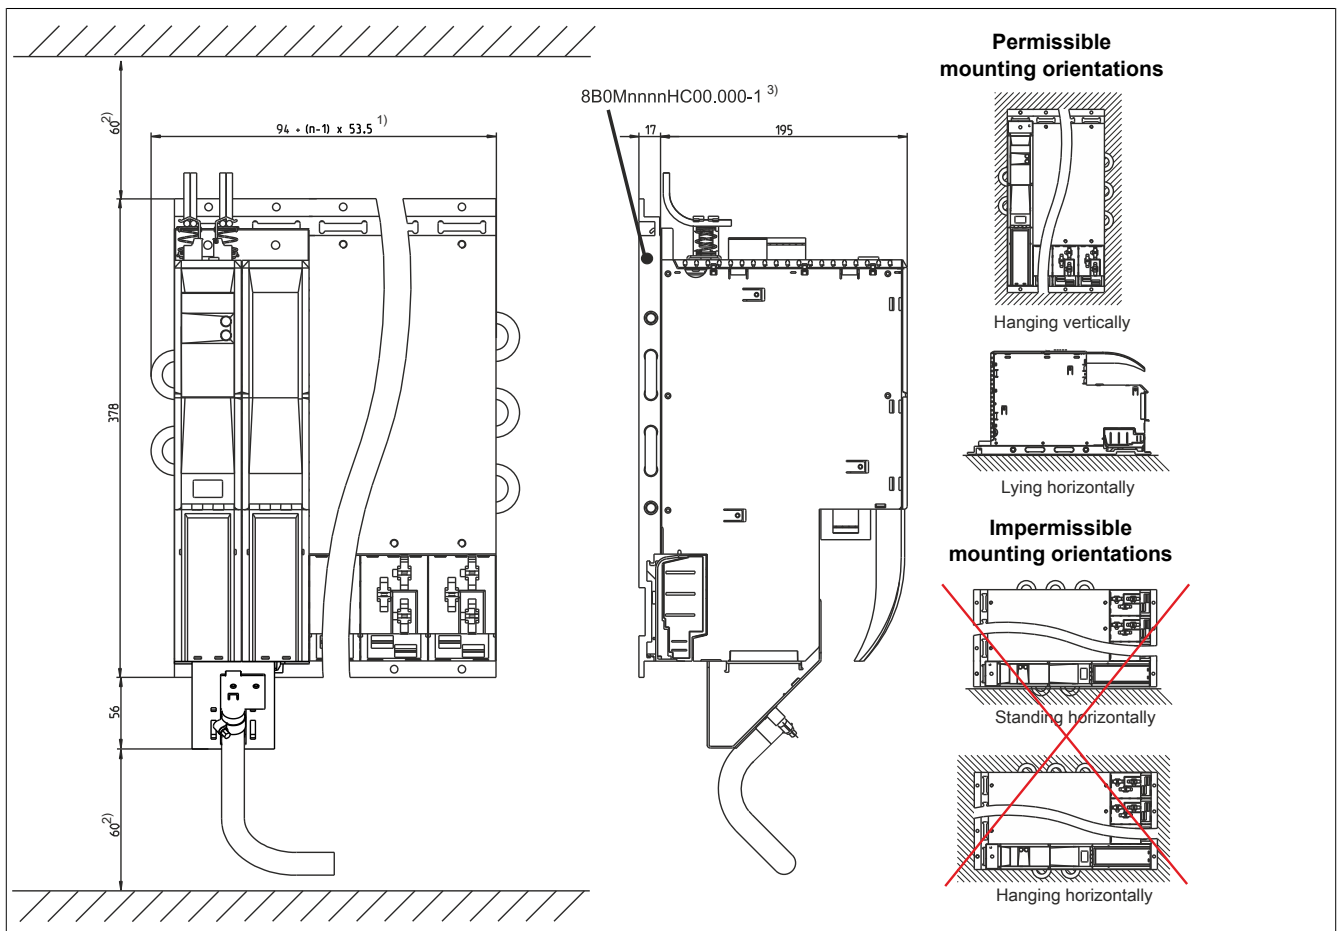 Permissible
mounting orientations
8B0MnnnnHC00.000-1 3)
60 2)
94 + (n-1) x 53.5 1)
17
195
Hanging vertically
378
Lying horizontally
Impermissible
mounting orientations
56
Standing horizontally
60 2)
Hanging horizontally